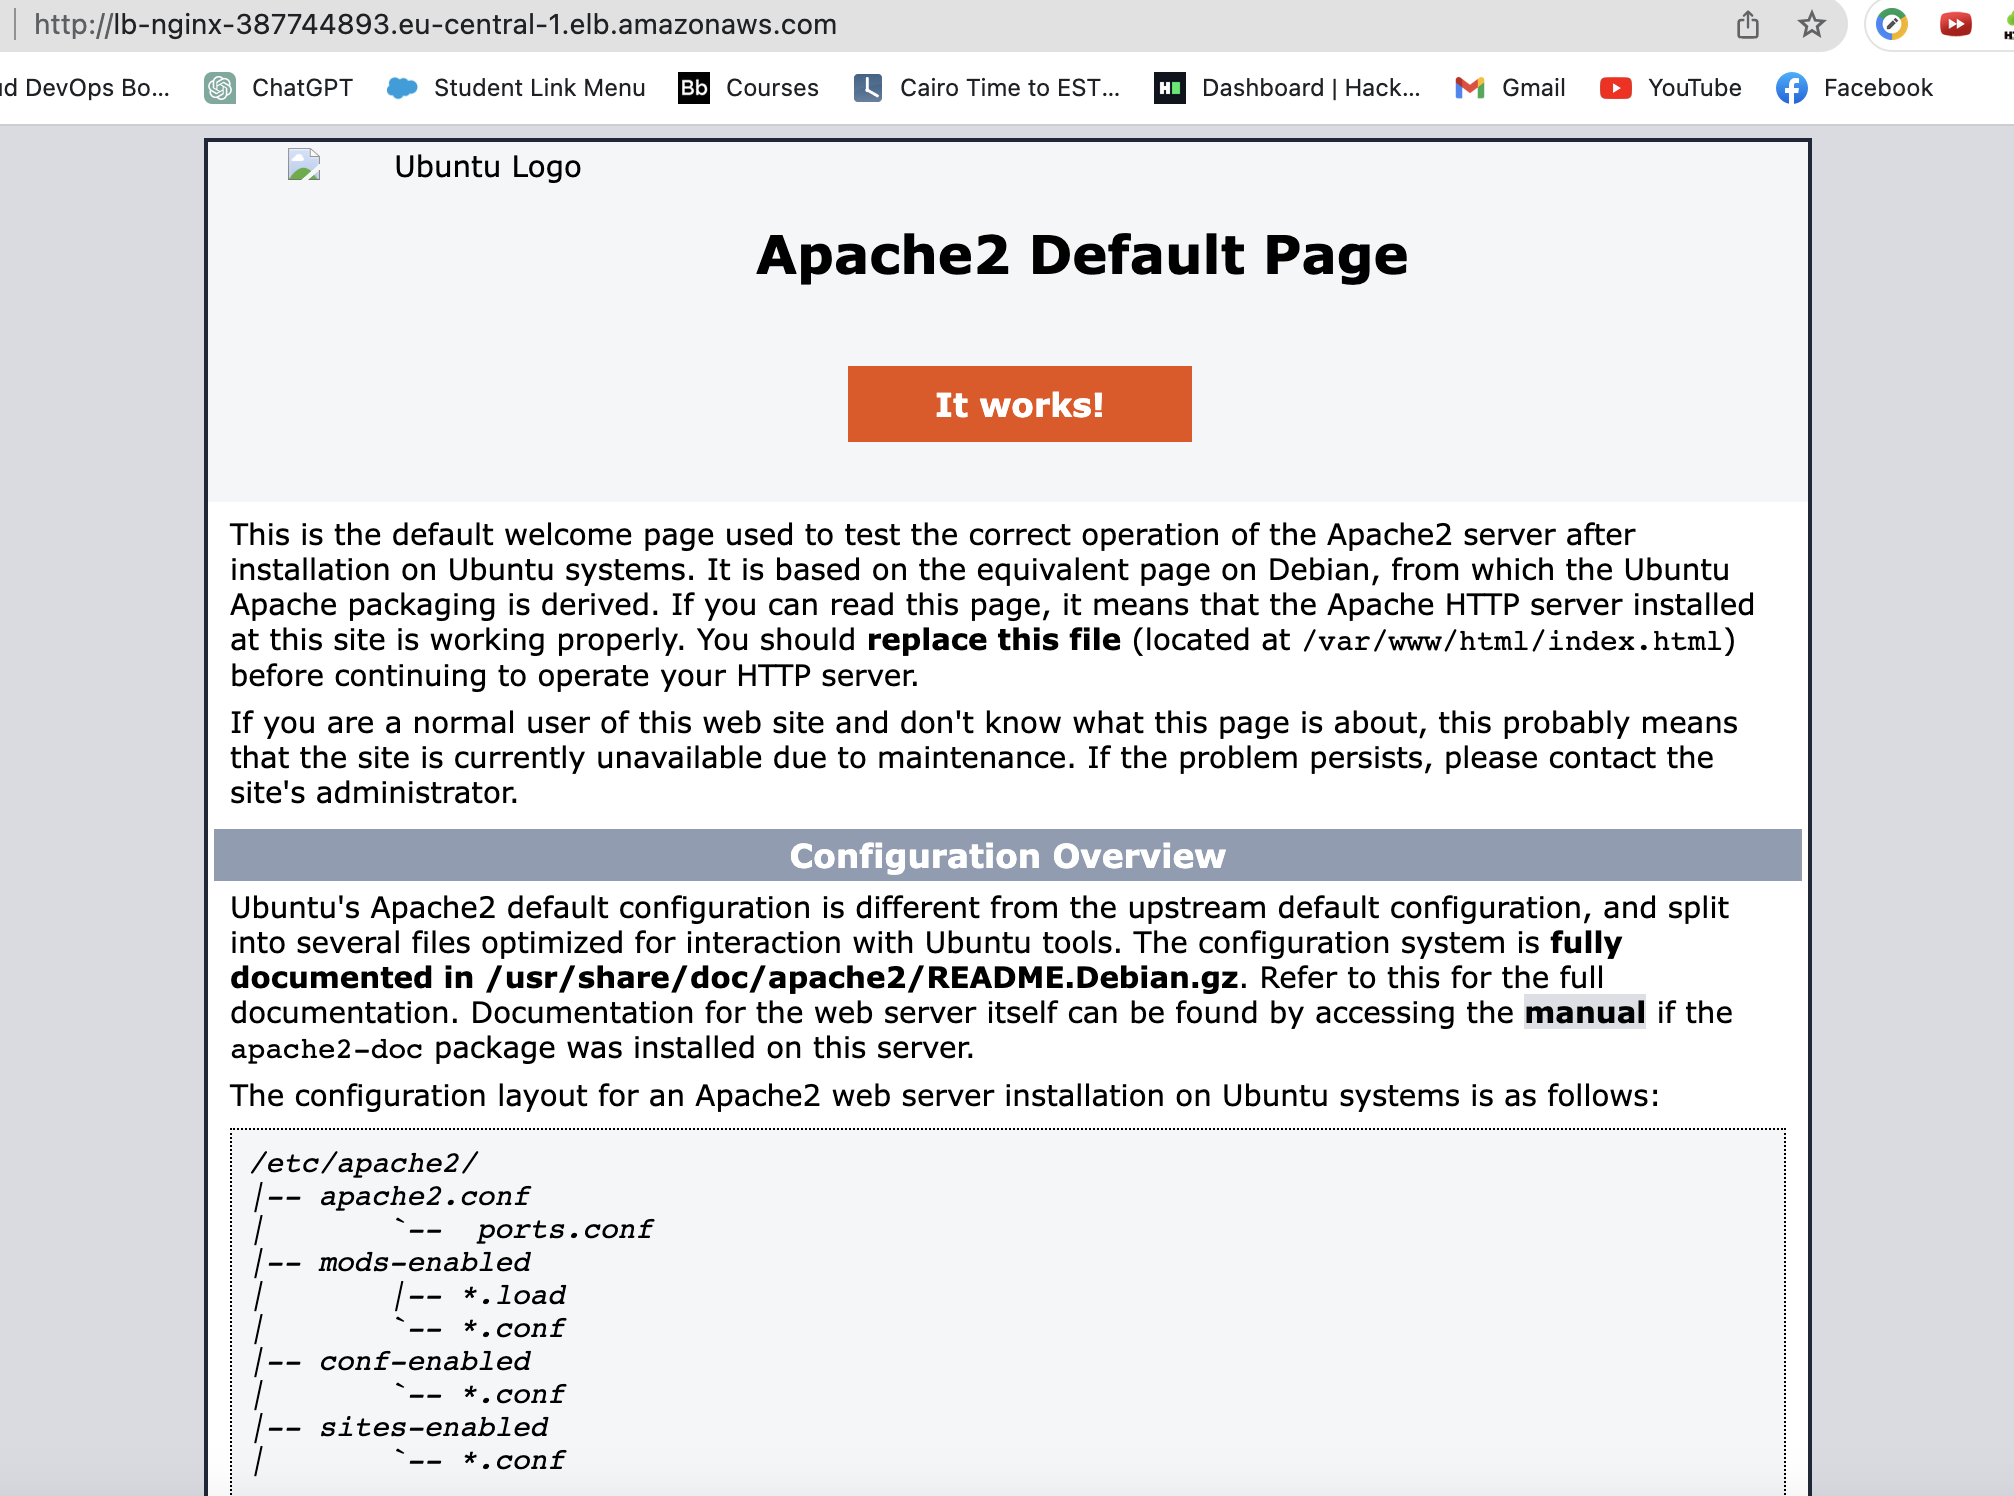 http://lb-nginx-387744893.eu-central-1.elb.amazonaws.com
ud DevOps Bo... ChatGPT Student Link Menu Bb Courses Cairo Time to EST... Dashboard | Hack... Gmail YouTube Facebook
Ubuntu Logo
Apache2 Default Page
It works!
This is the default welcome page used to test the correct operation of the Apache2 server after
installation on Ubuntu systems. It is based on the equivalent page on Debian, from which the Ubuntu
Apache packaging is derived. If you can read this page, it means that the Apache HTTP server installed
at this site is working properly. You should replace this file (located at /var/www/html/index.html)
before continuing to operate your HTTP server.
If you are a normal user of this web site and don't know what this page is about, this probably means
that the site is currently unavailable due to maintenance. If the problem persists, please contact the
site's administrator.
Configuration Overview
Ubuntu's Apache2 default configuration is different from the upstream default configuration, and split
into several files optimized for interaction with Ubuntu tools. The configuration system is fully
documented in /usr/share/doc/apache2/README.Debian.gz. Refer to this for the full
documentation. Documentation for the web server itself can be found by accessing the manual if the
apache2-doc package was installed on this server.
The configuration layout for an Apache2 web server installation on Ubuntu systems is as follows:
/etc/apache2/
|-- apache2.conf
|       `--  ports.conf
|-- mods-enabled
|       |-- *.load
|       `-- *.conf
|-- conf-enabled
|       `-- *.conf
|-- sites-enabled
|       `-- *.conf